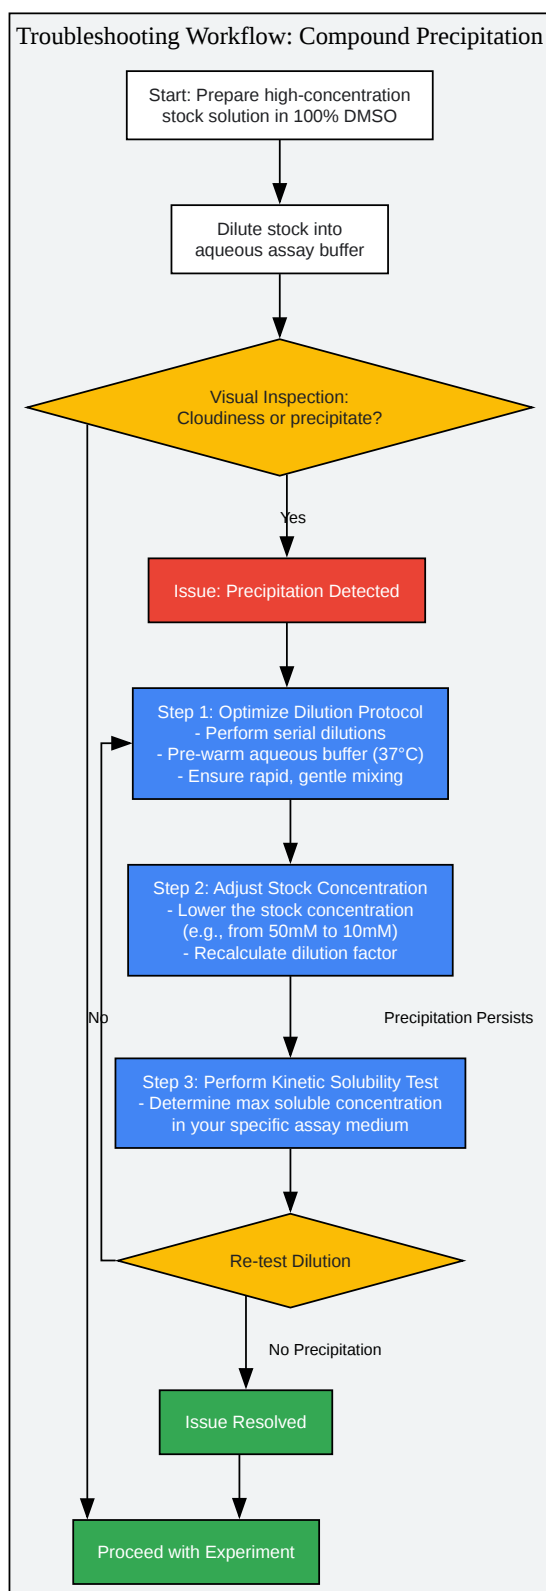 Troubleshooting Workflow: Compound Precipitation
Start: Prepare high-concentration
stock solution in 100% DMSO
Dilute stock into
aqueous assay buffer
Visual Inspection:
Cloudiness or precipitate?
Yes
Issue: Precipitation Detected
Step 1: Optimize Dilution Protocol
- Perform serial dilutions
- Pre-warm aqueous buffer (37°C)
- Ensure rapid, gentle mixing
Step 2: Adjust Stock Concentration
- Lower the stock concentration
(e.g., from 50mM to 10mM)
- Recalculate dilution factor
No
Precipitation Persists
Step 3: Perform Kinetic Solubility Test
- Determine max soluble concentration
in your specific assay medium
Re-test Dilution
No Precipitation
Issue Resolved
Proceed with Experiment